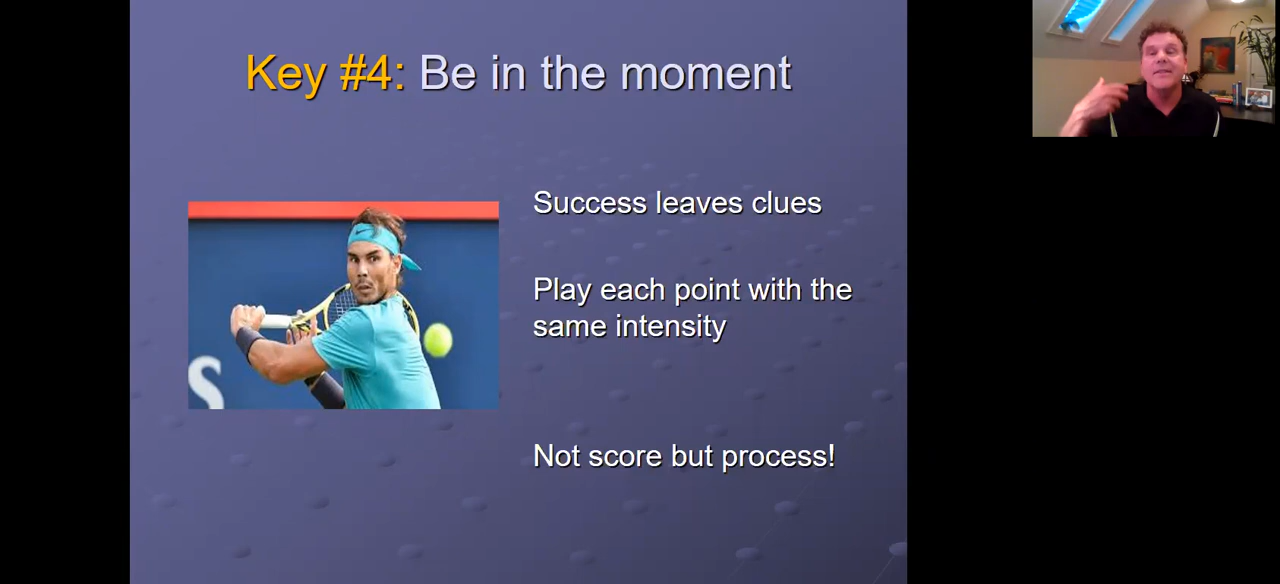 Key #4: Be in the moment
Success leaves clues
Play each point with the
same intensity
Not score but process!
S